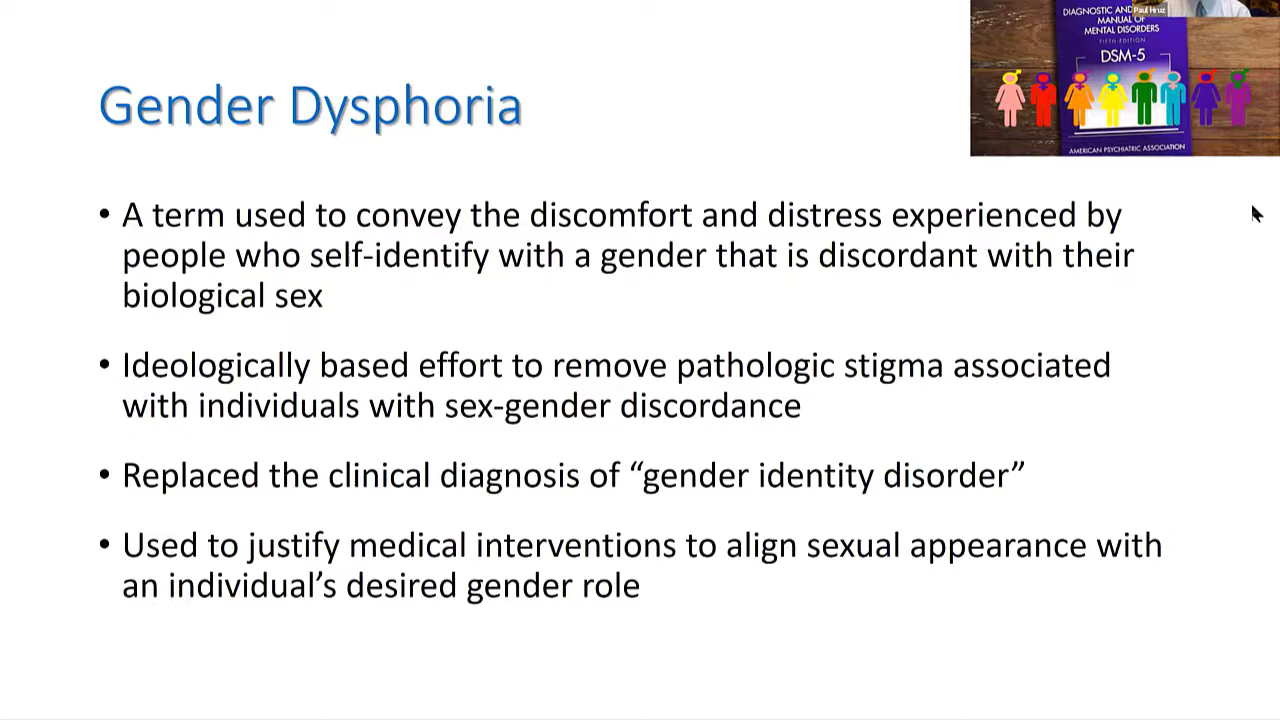 DIAGNOSTIC AND
Paul Hruz
MANUAL OF
MENTAL DISORDERS
FIFTH EDITION
DSM-5
AMERICAN PSYCHIATRIC ASSOCIATION
Gender Dysphoria
• A term used to convey the discomfort and distress experienced by
people who self-identify with a gender that is discordant with their
biological sex
• Ideologically based effort to remove pathologic stigma associated
with individuals with sex-gender discordance
• Replaced the clinical diagnosis of “gender identity disorder”
• Used to justify medical interventions to align sexual appearance with
an individual’s desired gender role